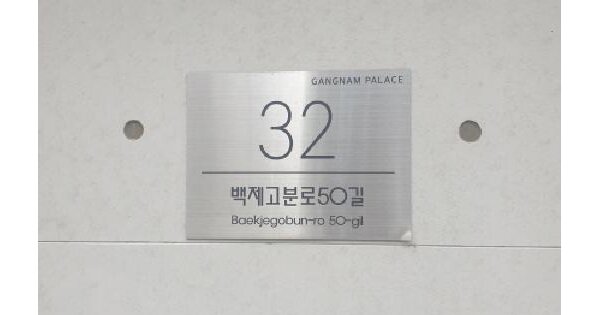 GANGNAM PALACE
32
백제고분로50길
Baekjegobun-ro 50-gil